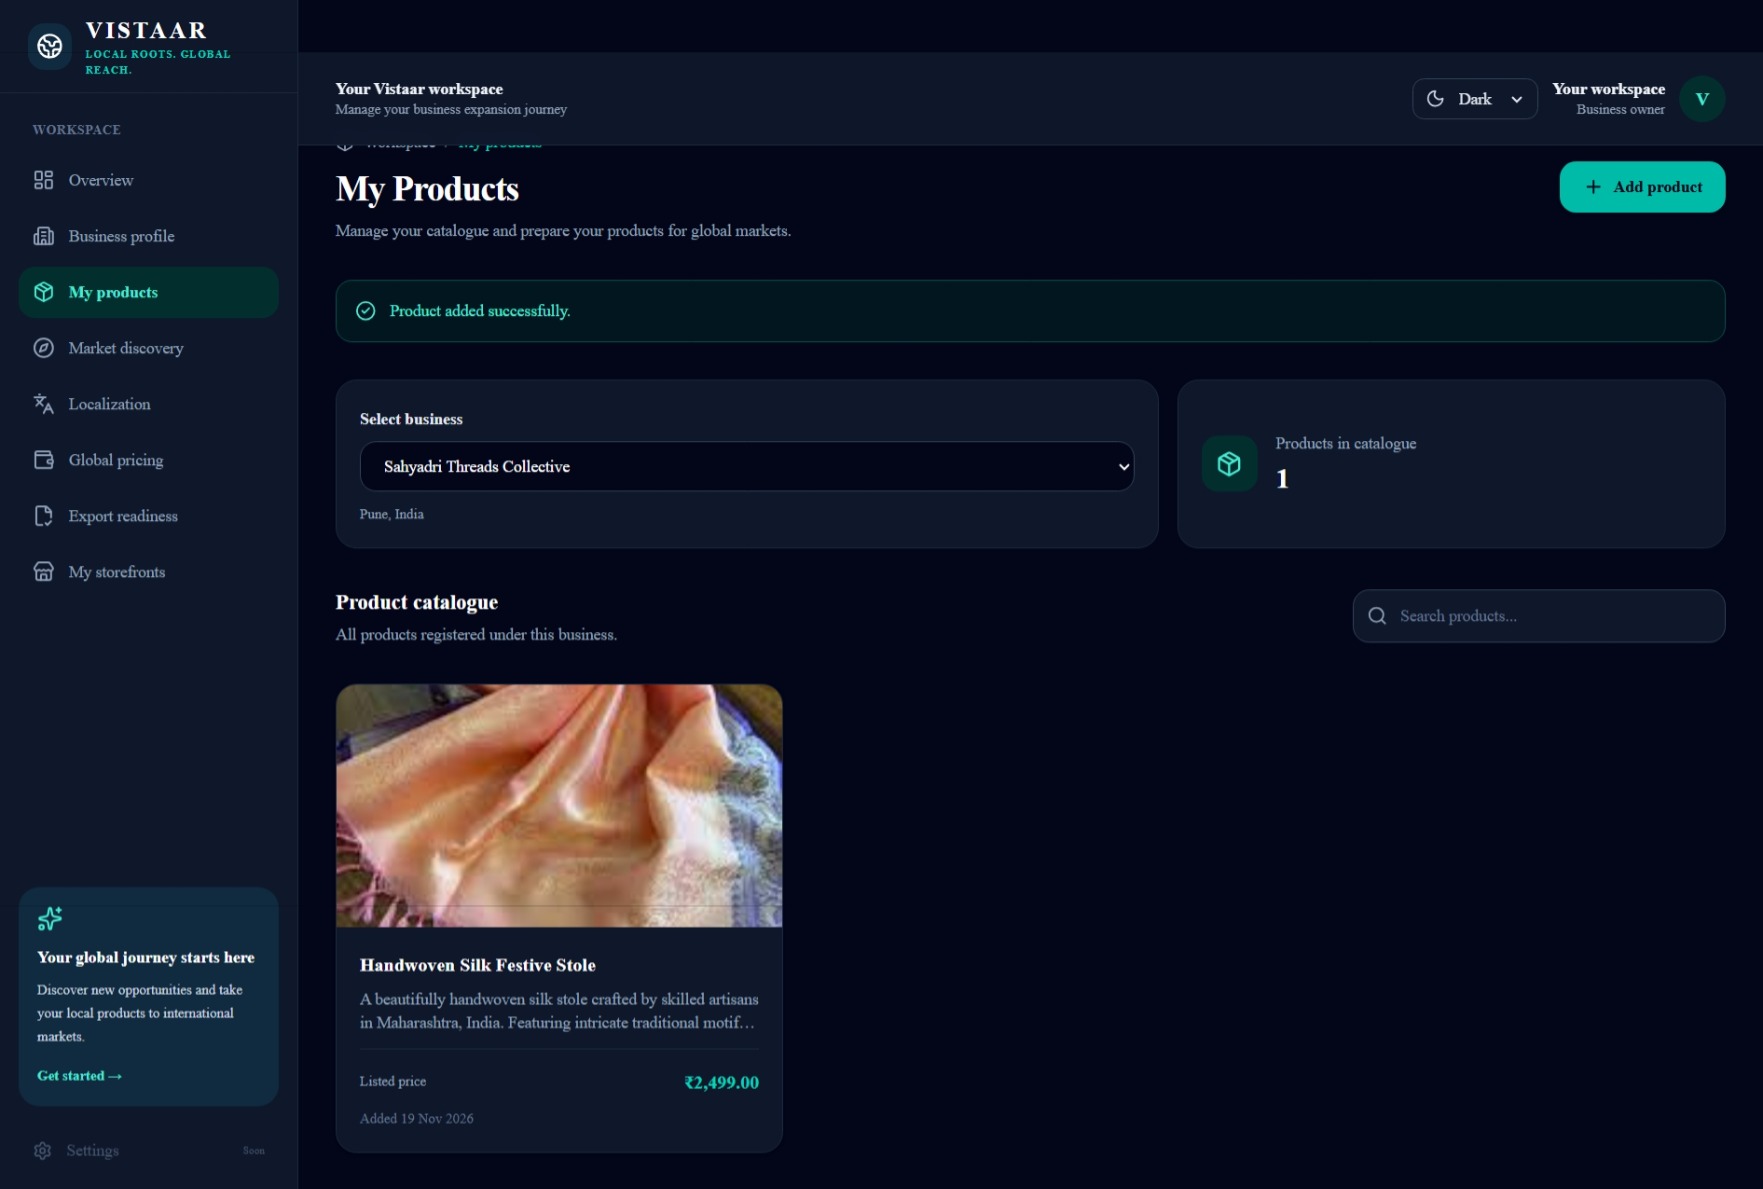 VISTAAR
LOCAL ROOTS. GLOBAL
REACH.
WORKSPACE
Overview
Business profile
My products
Market discovery
Localization
Global pricing
Export readiness
My storefronts
Your global journey starts here
Discover new opportunities and take
your local products to international
markets.
Get started →
Settings
Soon
Your Vistaar workspace
Manage your business expansion journey
Dark
Your workspace
Business owner
V
Workspace / My products
My Products
Manage your catalogue and prepare your products for global markets.
+ Add product
Product added successfully.
Select business
Sahyadri Threads Collective
Pune, India
Products in catalogue
1
Product catalogue
All products registered under this business.
Search products...
Handwoven Silk Festive Stole
A beautifully handwoven silk stole crafted by skilled artisans
in Maharashtra, India. Featuring intricate traditional motif…
Listed price
₹2,499.00
Added 19 Nov 2026